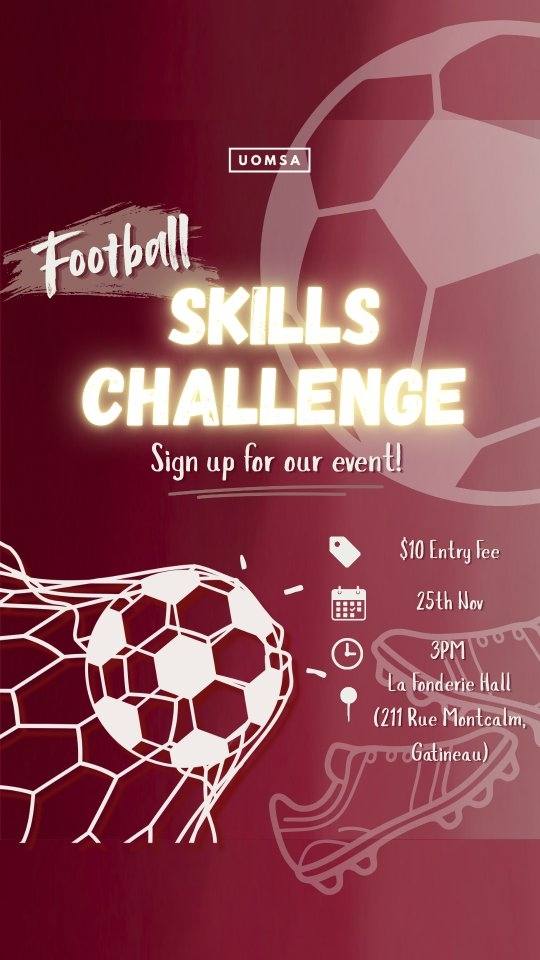 UOMSA
Football
SKILLS
CHALLENGE
Sign up for our event!
$10 Entry Fee
25th Nov
3PM
La Fonderie Hall
(211 Rue Montcalm,
Gatineau)